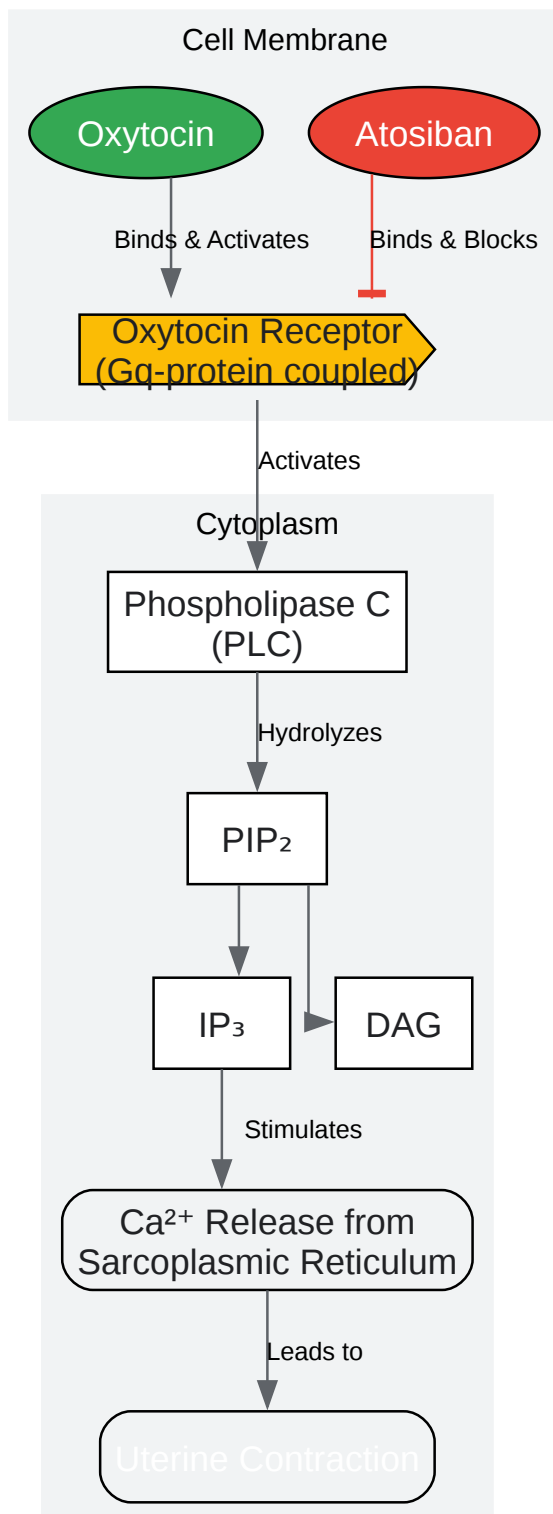 Cell Membrane
Oxytocin
Atosiban
Binds & Activates
Binds & Blocks
Oxytocin Receptor
(Gq-protein coupled)
Activates
Cytoplasm
Phospholipase C
(PLC)
Hydrolyzes
PIP₂
IP₃
DAG
Stimulates
Ca²⁺ Release from
Sarcoplasmic Reticulum
Leads to
Uterine Contraction